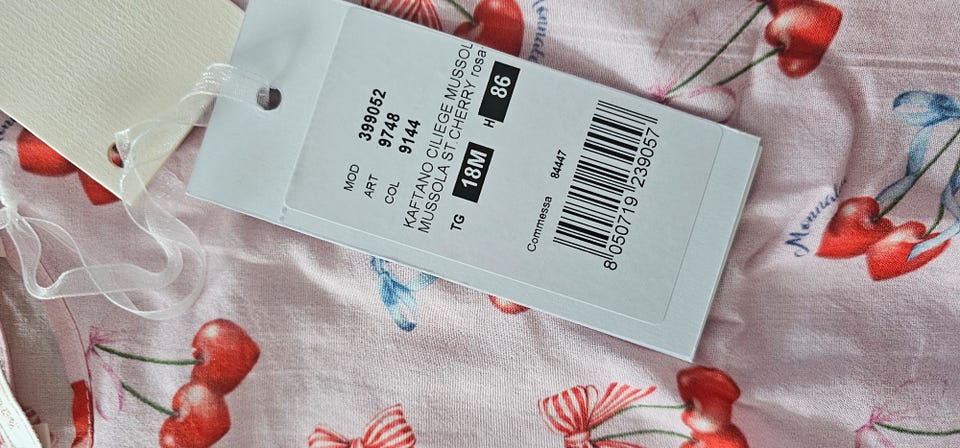 MOD 399052
ART 9748
COL 9144
KAFTANO CILIEGE MUSSOL
MUSSOLA ST.CHERRY rosa
TG 18M H 86
Commessa 84447
8 050719 239057
Monnal